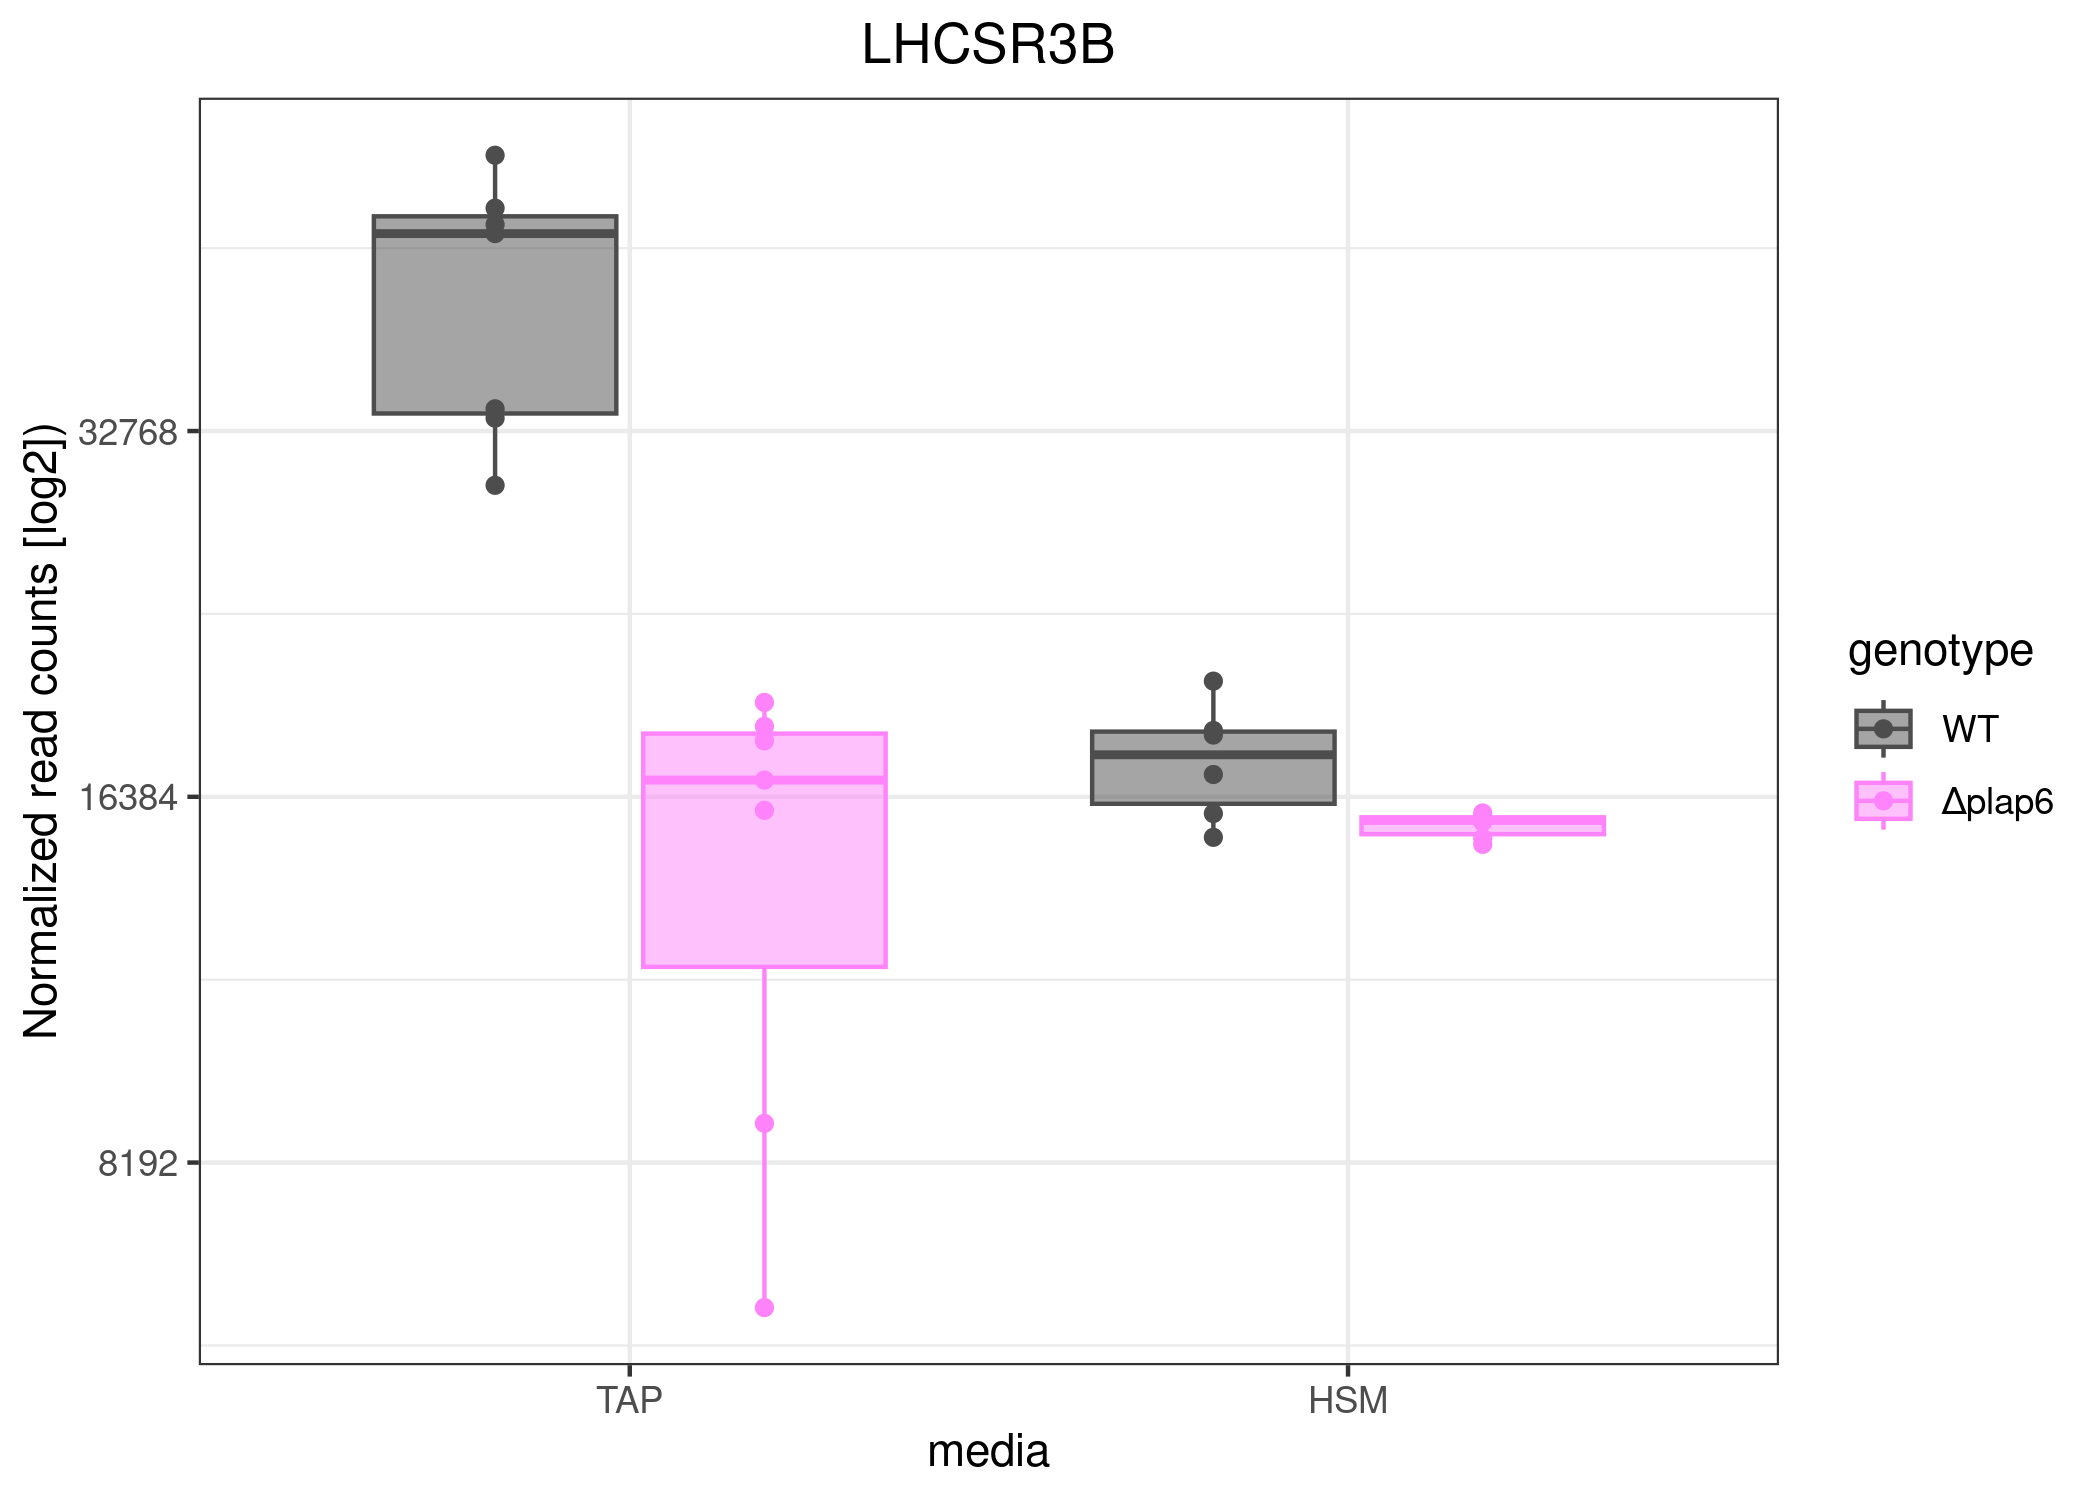 LHCSR3B
Normalized read counts [log2])
32768
16384
8192
TAP
HSM
media
genotype
WT
Δplap6